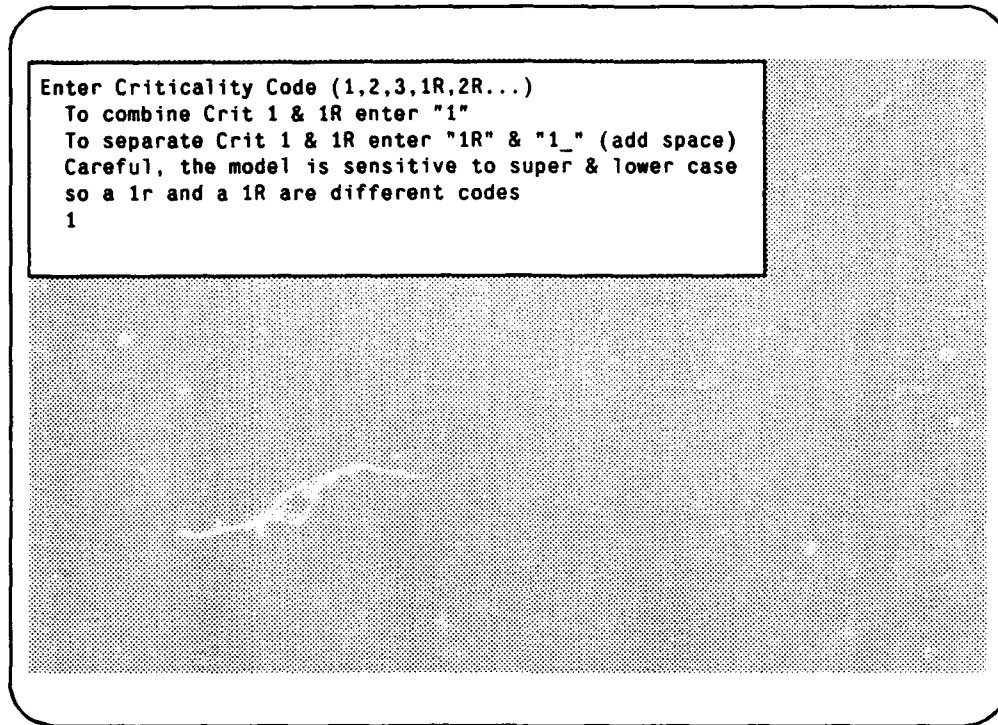 Enter Criticality Code (1,2,3,1R,2R...)
To combine Crit 1 & 1R enter "1"
To separate Crit 1 & 1R enter "1R" & "1_" (add space)
Careful, the model is sensitive to super & lower case
so a 1r and a 1R are different codes
1